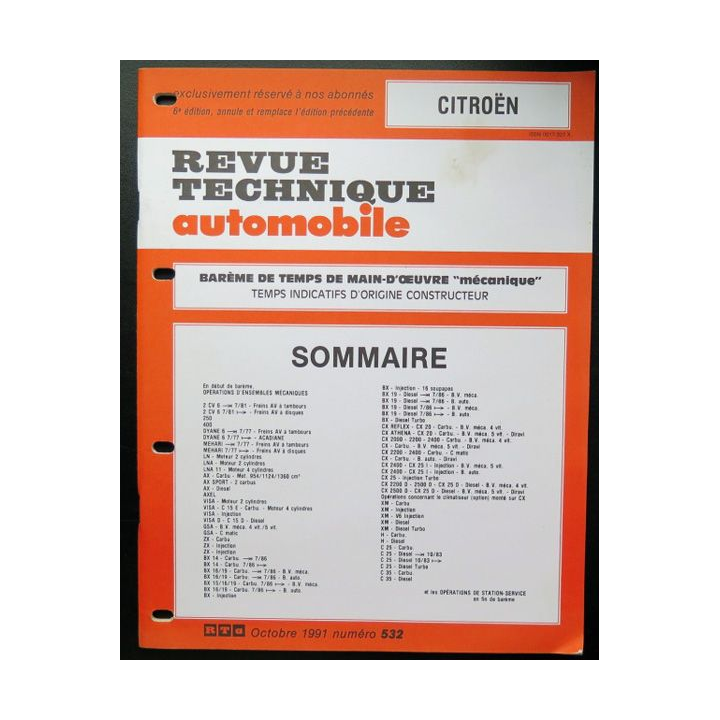 exclusivement réservé à nos abonnés
6e édition, annule et remplace l'édition précédente
CITROËN
REVUE
TECHNIQUE
automobile
BARÈME DE TEMPS DE MAIN-D'ŒUVRE "mécanique"
TEMPS INDICATIFS D'ORIGINE CONSTRUCTEUR
SOMMAIRE
En début de barème,
OPÉRATIONS D'ENSEMBLES MÉCANIQUES
2 CV 6 → 7/81 - Freins AV à tambours
2 CV 6 7/81 → - Freins AV à disques
250
400
DYANE 6 → 7/77 - Freins AV à tambours
DYANE 6 7/77 → - ACADIANE
MEHARI → 7/77 - Freins AV à tambours
MEHARI 7/77 → - Freins AV à disques
LN - Moteur 2 cylindres
LNA - Moteur 2 cylindres
LNA 11 - Moteur 4 cylindres
AX - Carbu - Mot. 954/1124/1360 cm³
AX SPORT - 2 carbus
AX - Diesel
AXEL
VISA - Moteur 2 cylindres
VISA - C 15 E - Carbu. - Moteur 4 cylindres
VISA - Injection
VISA D - C 15 D - Diesel
GSA - B.V. méca. 4 vit./5 vit.
GSA - C matic
ZX - Carbu
ZX - Injection
ZX - Injection
BX 14 - Carbu. → 7/86
BX 14 - Carbu. 7/86 →
BX 16/19 - Carbu. → 7/86 - B.V. méca.
BX 16/19 - Carbu. → 7/86 - B. auto.
BX 15/16/19 - Carbu. 7/86 → - B.V. méca.
BX 16/19 - Carbu. 7/86 → - B. auto.
BX - Injection
BX - Injection - 16 soupapes
BX 19 - Diesel → 7/86 - B.V. méca.
BX 19 - Diesel → 7/86 - B. auto.
BX 19 - Diesel 7/86 → - B.V. méca.
BX 19 - Diesel 7/86 → - B. auto.
BX - Diesel Turbo
CX REFLEX - CX 20 - Carbu. - B.V. méca. 4 vit.
CX ATHENA - CX 20 - Carbu. - B.V. méca. 5 vit. - Diravi
CX 2000 - 2200 - 2400 - Carbu. - B.V. méca. 4 vit.
CX - Carbu. - B.V. méca. 5 vit. - Diravi
CX 2200 - 2400 - Carbu - C matic
CX - Carbu. - B. auto. - Diravi
CX 2400 - CX 25 I - Injection - B.V. méca. 5 vit.
CX 2400 - CX 25 I - Injection - B. auto.
CX 25 - Injection Turbo
CX 2200 D - 2500 D - CX 25 D - Diesel - B.V. méca. 4 vit.
CX 2500 D - CX 25 D - Diesel - B.V. méca. 5 vit. - Diravi
Opérations concernant le climatiseur (option) monté sur CX
XM - Carbu
XM - Injection
XM - V6 Injection
XM - Diesel
XM - Diesel Turbo
H - Carbu.
H - Diesel
C 25 - Carbu.
C 25 - Diesel → 10/83
C 25 - Diesel 10/83 →
C 25 - Diesel Turbo
C 35 - Carbu.
C 35 - Diesel
et les OPÉRATIONS DE STATION-SERVICE
en fin de barème
RTa Octobre 1991 numéro 532